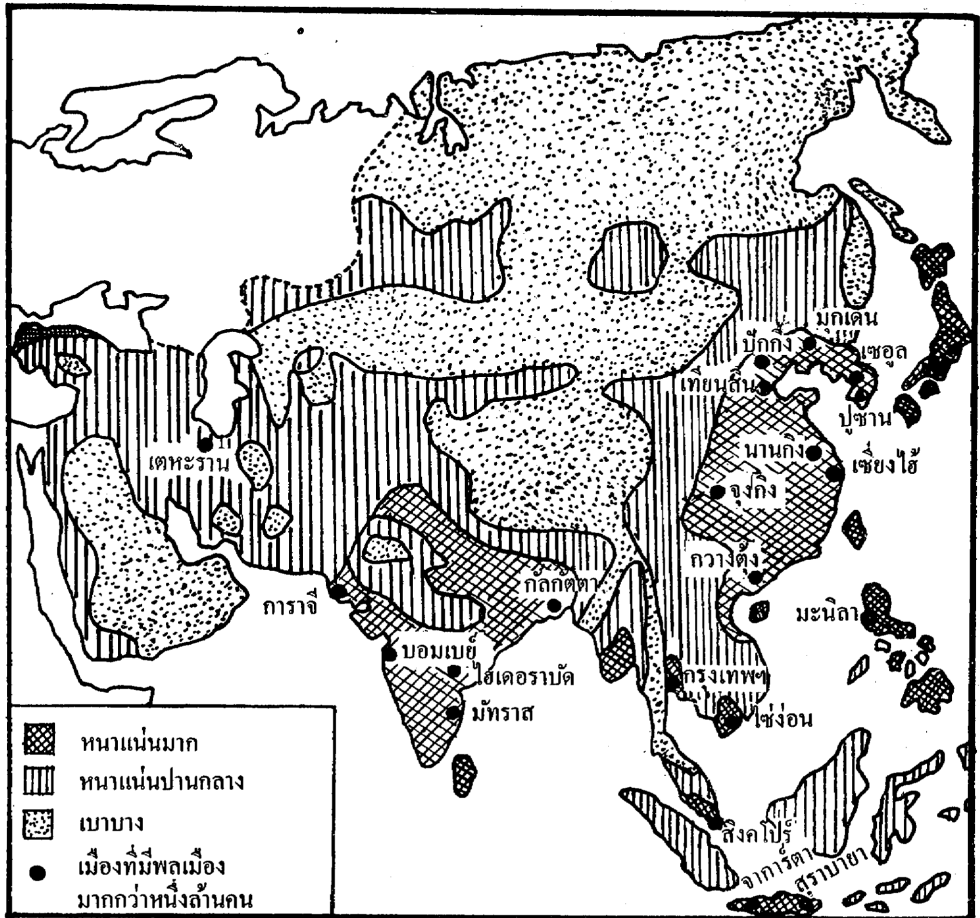 มุกเดน
ปักกิ่ง
เซอูล
เทียนสิน
ปูซาน
เตหะราน
นานกิง
เซี่ยงไฮ้
จุงกิง
กวางตุ้ง
กัลกัตตา
การาจี
มะนิลา
บอมเบย์
กรุงเทพฯ
ไฮเดอราบัด
มัทราส
ไซ่ง่อน
หนาแน่นมาก
หนาแน่นปานกลาง
เบาบาง
เมืองที่มีพลเมือง
มากกว่าหนึ่งล้านคน
สิงคโปร์
จาการ์ตา
สุราบายา